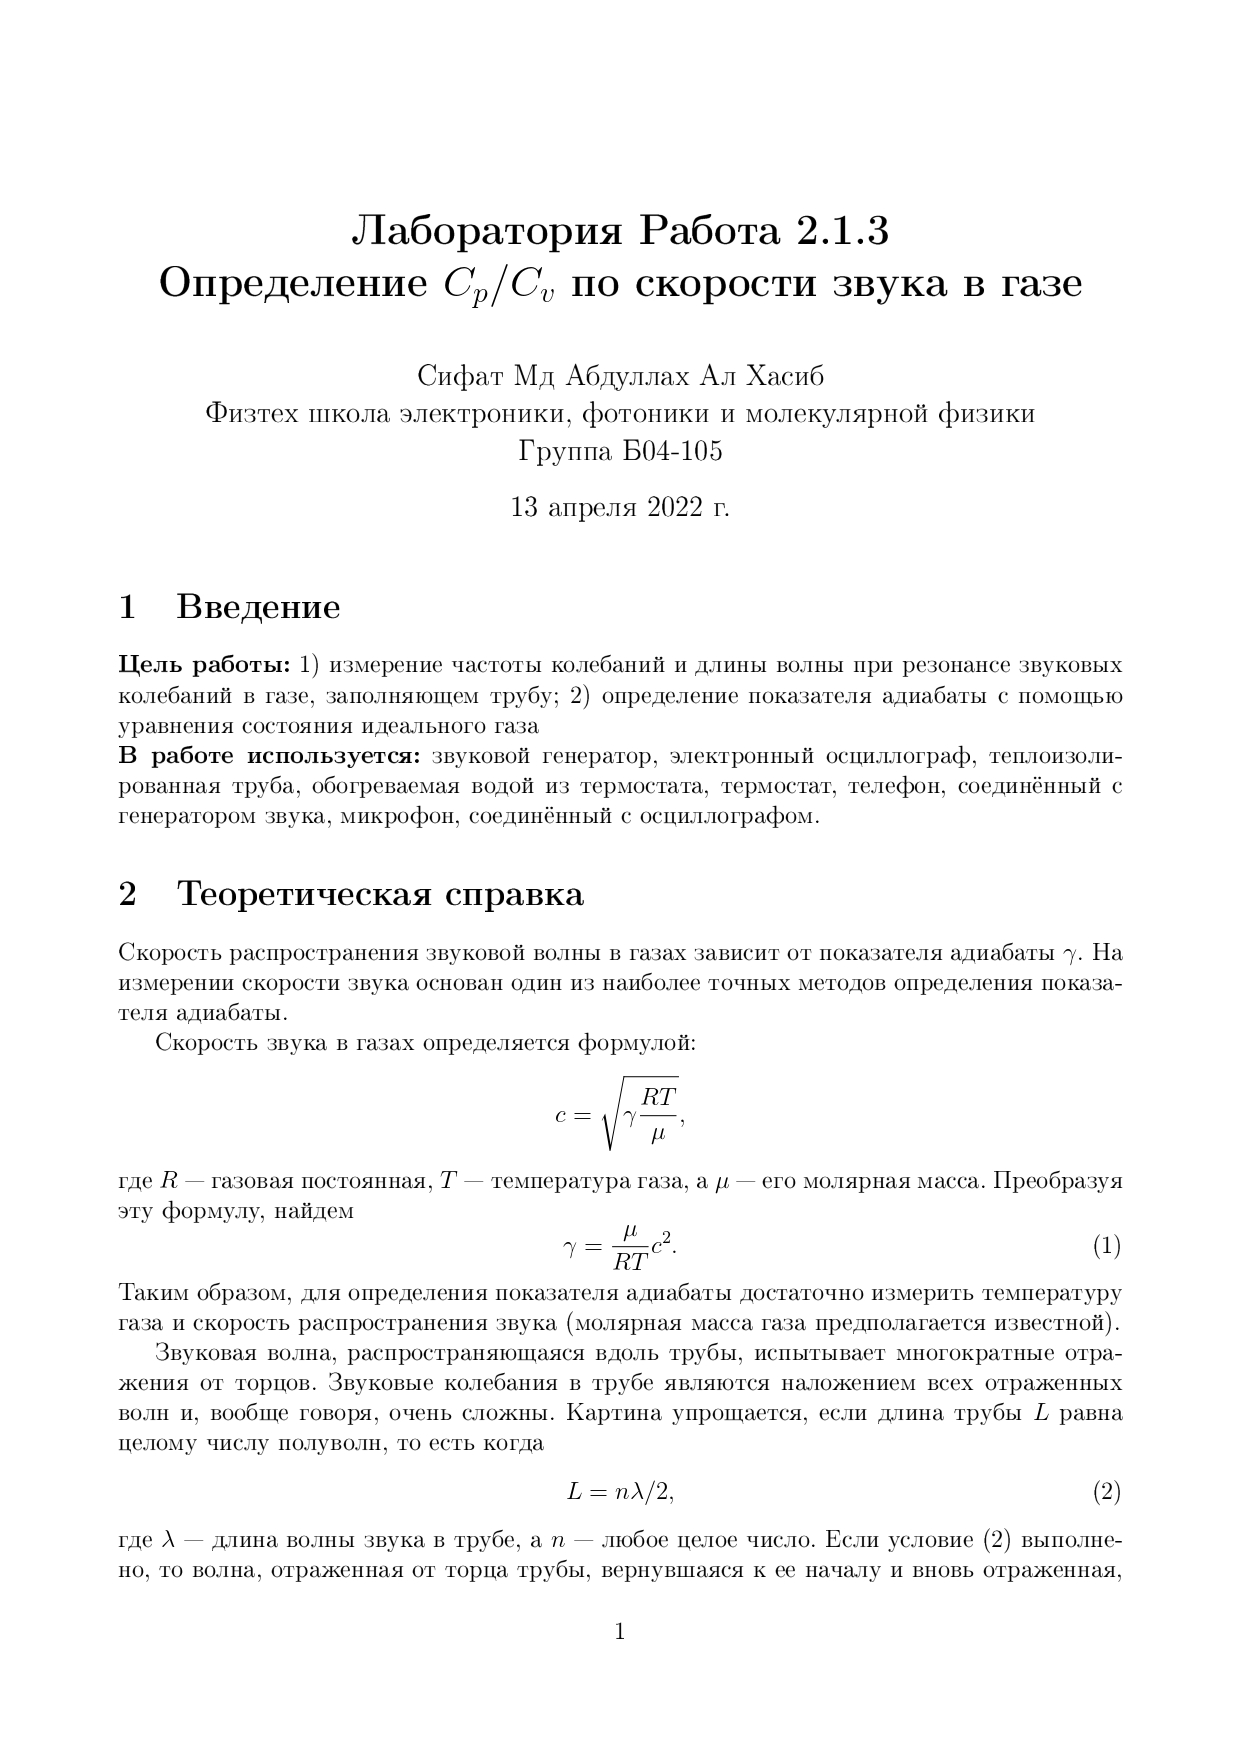 Лаборатория Работа 2.1.3
Определение $C_p/C_v$ по скорости звука в газе
Сифат Мд Абдуллах Ал Хасиб
Физтех школа электроники, фотоники и молекулярной физики
Группа Б04-105
13 апреля 2022 г.
1 Введение
Цель работы: 1) измерение частоты колебаний и длины волны при резонансе звуковых
колебаний в газе, заполняющем трубу; 2) определение показателя адиабаты с помощью
уравнения состояния идеального газа
В работе используется: звуковой генератор, электронный осциллограф, теплоизоли-
рованная труба, обогреваемая водой из термостата, термостат, телефон, соединённый с
генератором звука, микрофон, соединённый с осциллографом.
2 Теоретическая справка
Скорость распространения звуковой волны в газах зависит от показателя адиабаты γ. На
измерении скорости звука основан один из наиболее точных методов определения показа-
теля адиабаты.
Скорость звука в газах определяется формулой:
$c = \sqrt{\gamma \frac{RT}{\mu}},$
где R — газовая постоянная, T — температура газа, а μ — его молярная масса. Преобразуя
эту формулу, найдем
$\gamma = \frac{\mu}{RT} c^2.$ (1)
Таким образом, для определения показателя адиабаты достаточно измерить температуру
газа и скорость распространения звука (молярная масса газа предполагается известной).
Звуковая волна, распространяющаяся вдоль трубы, испытывает многократные отра-
жения от торцов. Звуковые колебания в трубе являются наложением всех отраженных
волн и, вообще говоря, очень сложны. Картина упрощается, если длина трубы L равна
целому числу полуволн, то есть когда
$L = n\lambda/2,$ (2)
где λ — длина волны звука в трубе, а n — любое целое число. Если условие (2) выполне-
но, то волна, отраженная от торца трубы, вернувшаяся к ее началу и вновь отраженная,
1